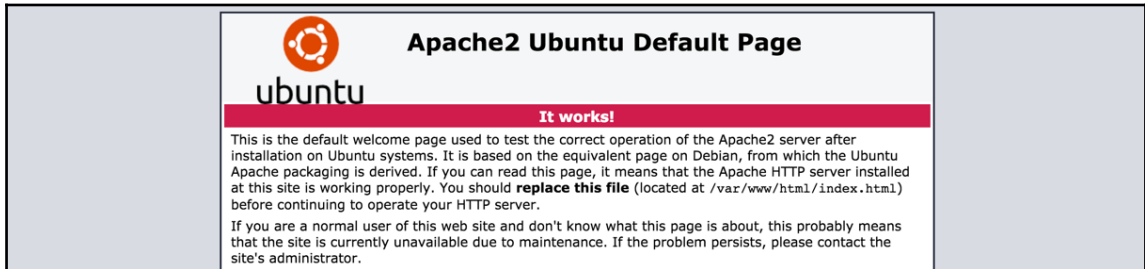 ubuntu
Apache2 Ubuntu Default Page
It works!
This is the default welcome page used to test the correct operation of the Apache2 server after
installation on Ubuntu systems. It is based on the equivalent page on Debian, from which the Ubuntu
Apache packaging is derived. If you can read this page, it means that the Apache HTTP server installed
at this site is working properly. You should replace this file (located at /var/www/html/index.html)
before continuing to operate your HTTP server.
If you are a normal user of this web site and don't know what this page is about, this probably means
that the site is currently unavailable due to maintenance. If the problem persists, please contact the
site's administrator.